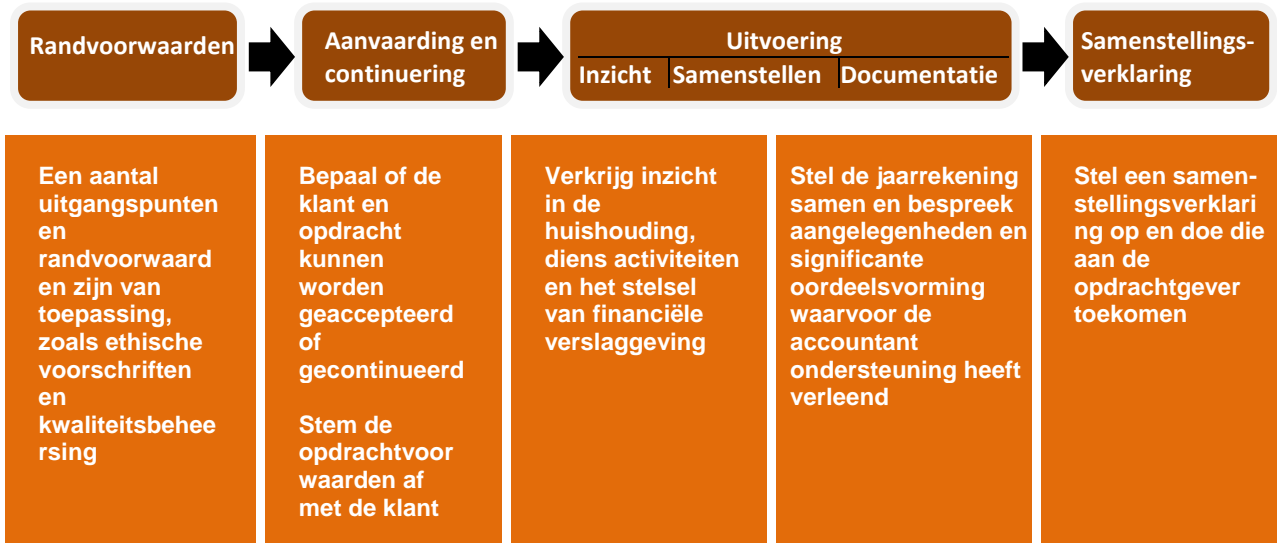 Randvoorwaarden
Aanvaarding en
continuering
Uitvoering
Inzicht
Samenstellen
Documentatie
Samenstellings-
verklaring
Een aantal
uitgangspunten
en
randvoorwaard
en zijn van
toepassing,
zoals ethische
voorschriften
en
kwaliteitsbehee
rsing
Bepaal of de
klant en
opdracht
kunnen
worden
geaccepteerd
of
gecontinueerd
Stem de
opdrachtvoor
waarden af
met de klant
Verkrijg inzicht
in de
huishouding,
diens activiteiten
en het stelsel
van financiële
verslaggeving
Stel de jaarrekening
samen en bespreek
aangelegenheden en
significante
oordeelsvorming
waarvoor de
accountant
ondersteuning heeft
verleend
Stel een samen-
stellingsverklari
ng op en doe die
aan de
opdrachtgever
toekomen